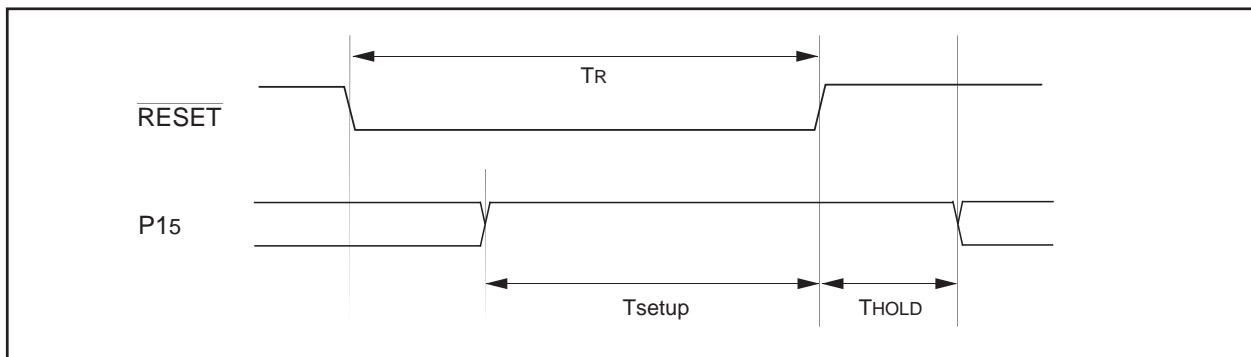 TR
RESET
P15
Tsetup
THOLD